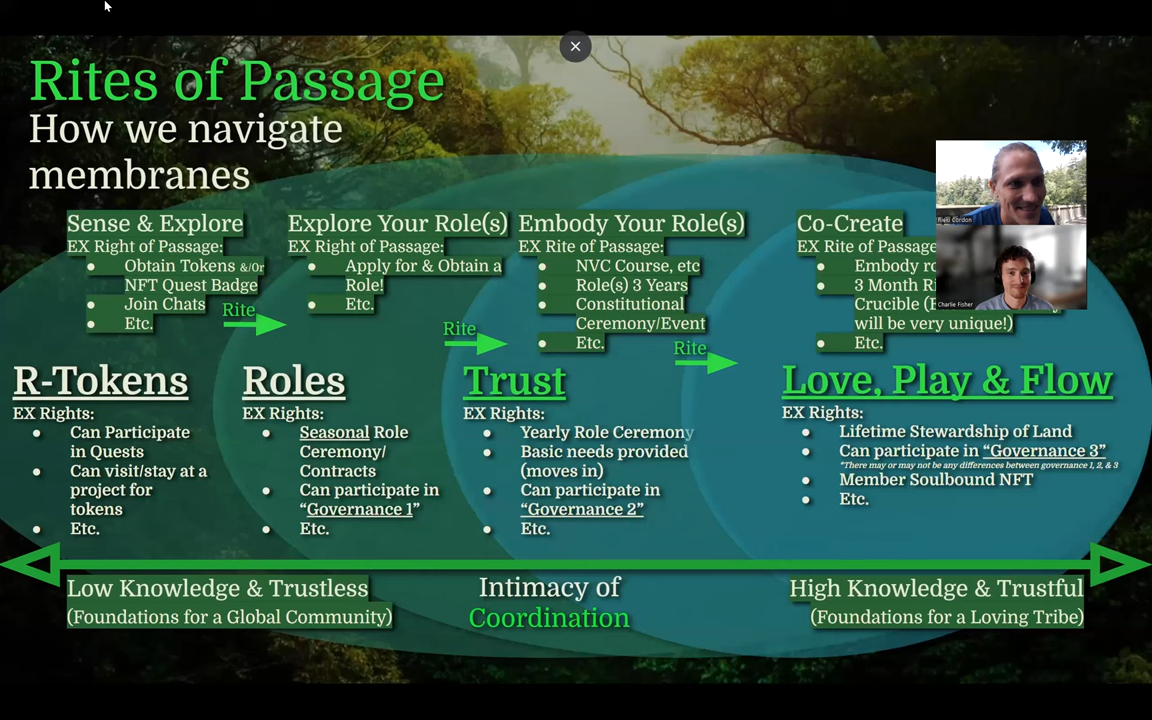 Rites of Passage
How we navigate
membranes
Sense & Explore
EX Right of Passage:
● Obtain Tokens &/Or
NFT Quest Badge
● Join Chats
● Etc.
Rite
Explore Your Role(s)
EX Right of Passage:
● Apply for & Obtain a
Role!
● Etc.
Rite
Embody Your Role(s)
EX Rite of Passage:
● NVC Course, etc
● Role(s) 3 Years
● Constitutional
Ceremony/Event
● Etc.
Rite
Co-Create
EX Rite of Passage
● Embody
● 3 Month
Crucible
will be very unique!)
● Etc.
Rieki Cordon
Charlie Fisher
R-Tokens
EX Rights:
● Can Participate
in Quests
● Can visit/stay at a
project for
tokens
● Etc.
Roles
EX Rights:
● Seasonal Role
Ceremony/
Contracts
● Can participate in
“Governance 1”
● Etc.
Trust
EX Rights:
● Yearly Role Ceremony
● Basic needs provided
(moves in)
● Can participate in
“Governance 2”
● Etc.
Love, Play & Flow
EX Rights:
● Lifetime Stewardship of Land
● Can participate in “Governance 3”
*There may or may not be any differences between governance 1, 2, & 3
● Member Soulbound NFT
● Etc.
Low Knowledge & Trustless
(Foundations for a Global Community)
Intimacy of
Coordination
High Knowledge & Trustful
(Foundations for a Loving Tribe)